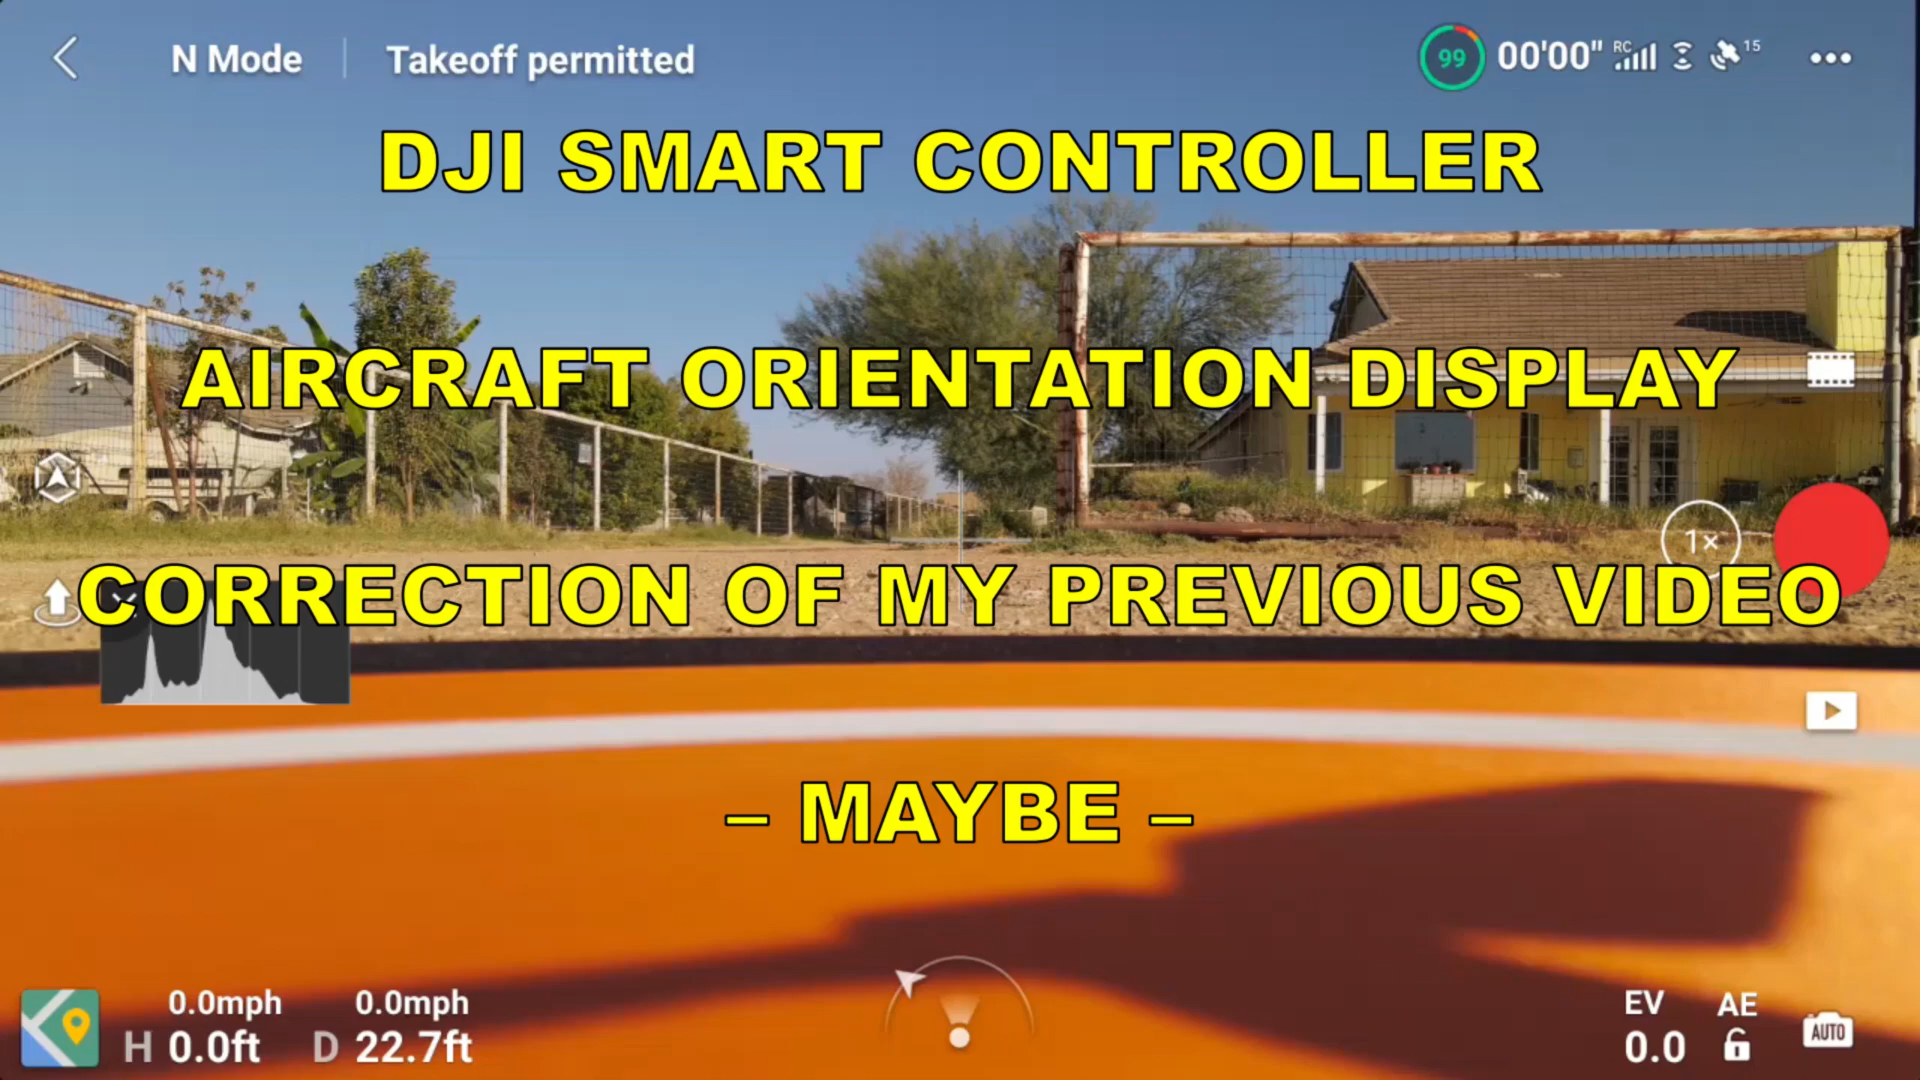 N Mode | Takeoff permitted
99 00'00" RC 15
DJI SMART CONTROLLER
AIRCRAFT ORIENTATION DISPLAY
1×
CORRECTION OF MY PREVIOUS VIDEO
– MAYBE –
0.0mph 0.0mph
H 0.0ft D 22.7ft
EV AE
0.0
AUTO